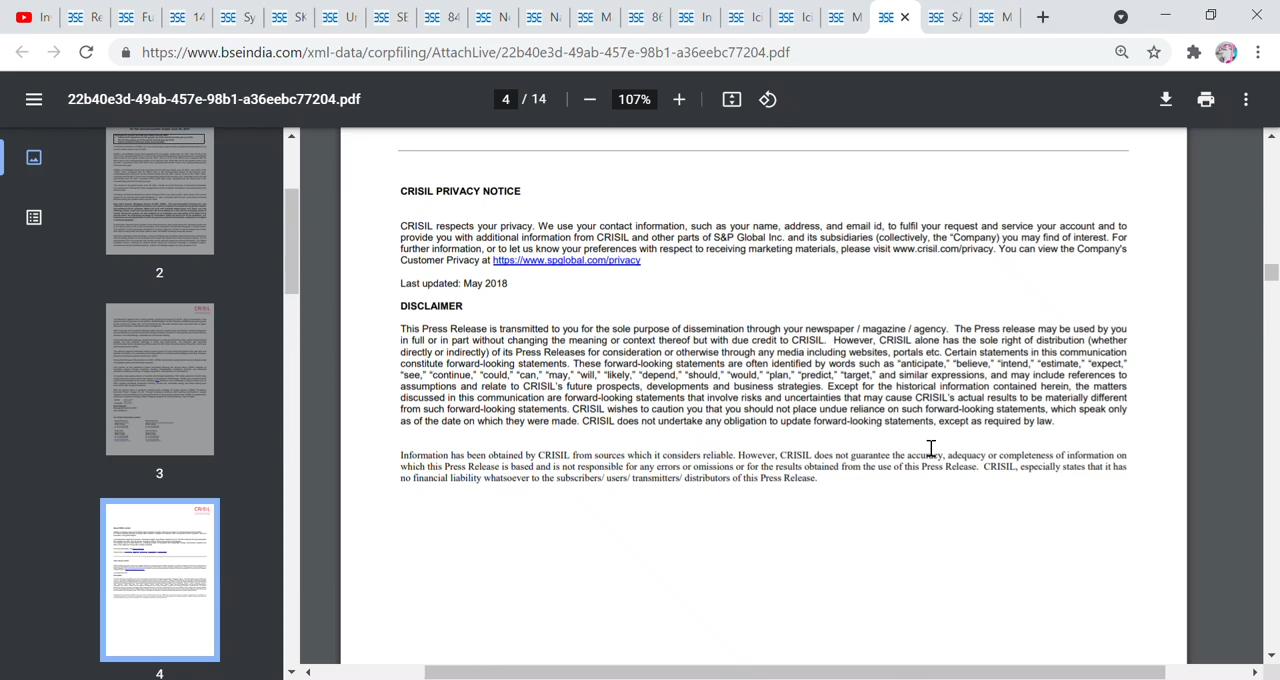 In
Re
Fu
14
Sy
SK
Ur
SE
84
No
Na
M
86
In
Ici
Ici
M
SA
M
https://www.bseindia.com/xml-data/corpfiling/AttachLive/22b40e3d-49ab-457e-98b1-a36eebc77204.pdf
22b40e3d-49ab-457e-98b1-a36eebc77204.pdf
4 / 14
107%
2
CRISIL
3
CRISIL
4
CRISIL PRIVACY NOTICE
CRISIL respects your privacy. We use your contact information, such as your name, address, and email id, to fulfil your request and service your account and to
provide you with additional information from CRISIL and other parts of S&P Global Inc. and its subsidiaries (collectively, the “Company) you may find of interest. For
further information, or to let us know your preferences with respect to receiving marketing materials, please visit www.crisil.com/privacy. You can view the Company's
Customer Privacy at https://www.spglobal.com/privacy
Last updated: May 2018
DISCLAIMER
This Press Release is transmitted to you for the sole purpose of dissemination through your newspaper / magazine / agency. The Press release may be used by you
in full or in part without changing the meaning or context thereof but with due credit to CRISIL. However, CRISIL alone has the sole right of distribution (whether
directly or indirectly) of its Press Releases for consideration or otherwise through any media including websites, portals etc. Certain statements in this communication
constitute forward-looking statements. These forward-looking statements are often identified by words such as “anticipate,” “believe,” “intend,” “estimate,” “expect,”
“see,” “continue,” “could,” “can,” “may,” “will,” “likely,” “depend,” “should,” “would,” “plan,” “predict,” “target,” and similar expressions, and may include references to
assumptions and relate to CRISIL's future prospects, developments and business strategies. Except for the historical information contained herein, the matters
discussed in this communication are forward-looking statements that involve risks and uncertainties that may cause CRISIL's actual results to be materially different
from such forward-looking statements. CRISIL wishes to caution you that you should not place undue reliance on such forward-looking statements, which speak only
as of the date on which they were made. CRISIL does not undertake any obligation to update forward-looking statements, except as required by law.
Information has been obtained by CRISIL from sources which it considers reliable. However, CRISIL does not guarantee the accuracy, adequacy or completeness of information on
which this Press Release is based and is not responsible for any errors or omissions or for the results obtained from the use of this Press Release. CRISIL, especially states that it has
no financial liability whatsoever to the subscribers/ users/ transmitters/ distributors of this Press Release.